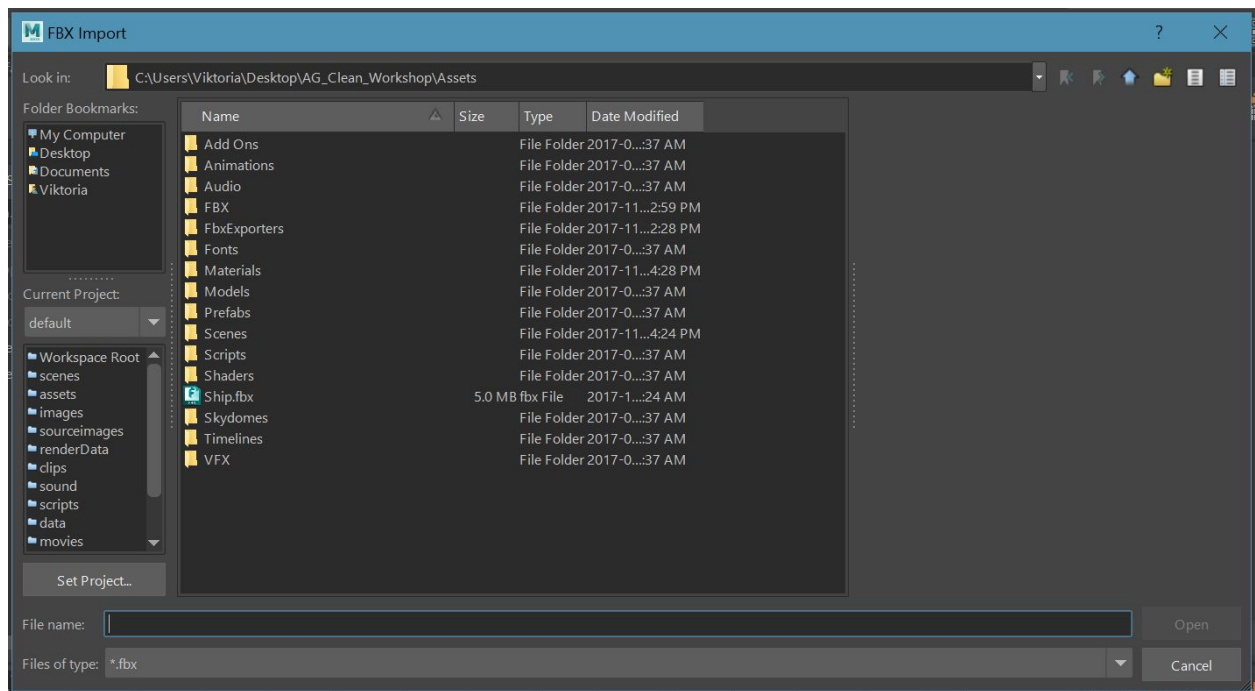 FBX Import
Look in: C:\Users\Viktoria\Desktop\AG_Clean_Workshop\Assets
Folder Bookmarks:
My Computer
Desktop
Documents
Viktoria
Current Project:
default
Workspace Root
scenes
assets
images
sourceimages
renderData
clips
sound
scripts
data
movies
Set Project...
Name Size Type Date Modified
Add Ons File Folder 2017-0...:37 AM
Animations File Folder 2017-0...:37 AM
Audio File Folder 2017-0...:37 AM
FBX File Folder 2017-11...2:59 PM
FbxExporters File Folder 2017-11...2:28 PM
Fonts File Folder 2017-0...:37 AM
Materials File Folder 2017-11...4:28 PM
Models File Folder 2017-0...:37 AM
Prefabs File Folder 2017-0...:37 AM
Scenes File Folder 2017-11...4:24 PM
Scripts File Folder 2017-0...:37 AM
Shaders File Folder 2017-0...:37 AM
Ship.fbx 5.0 MB fbx File 2017-1...:24 AM
Skydomes File Folder 2017-0...:37 AM
Timelines File Folder 2017-0...:37 AM
VFX File Folder 2017-0...:37 AM
File name: Open
Files of type: *.fbx Cancel